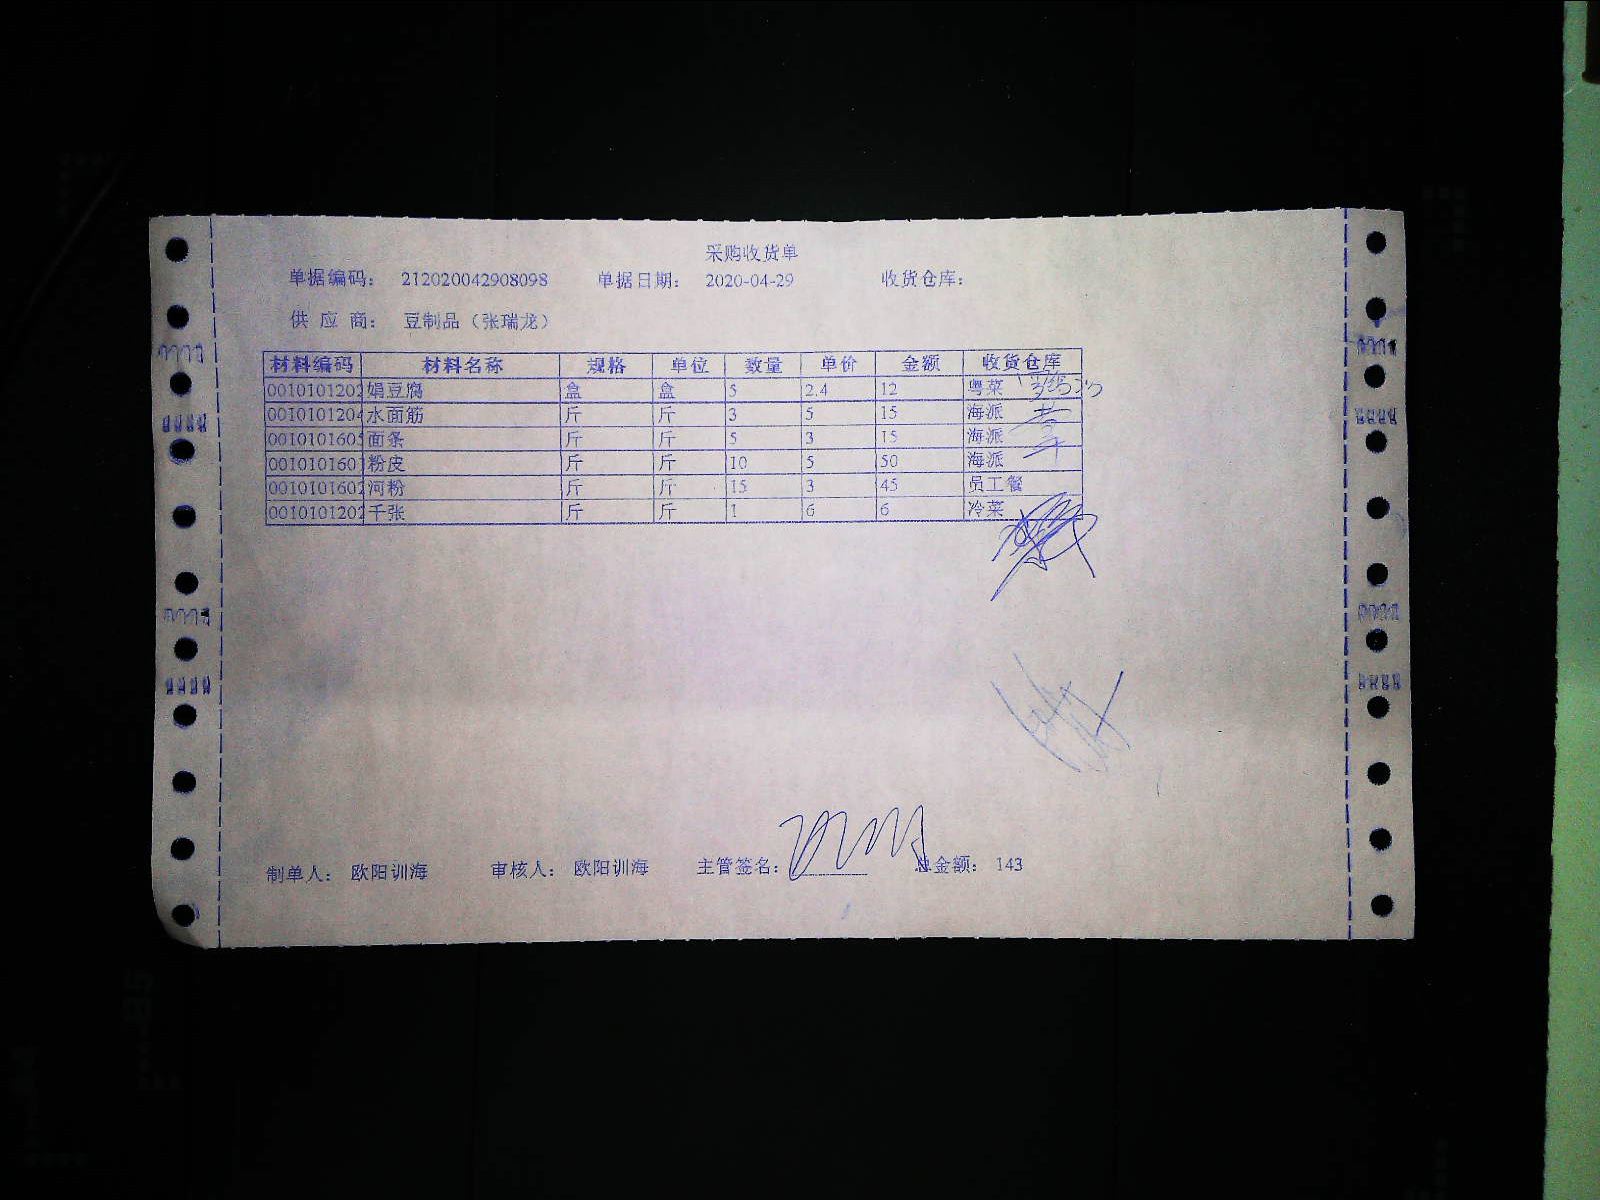 采购收货单
单据编码： 212020042908098 单据日期： 2020-04-29 收货仓库：
供 应 商： 豆制品（张瑞龙）
材料编码 材料名称 规格 单位 数量 单价 金额 收货仓库
0010101202 娟豆腐 盒 盒 5 2.4 12 粤菜
0010101204 水面筋 斤 斤 3 5 15 海派
0010101605 面条 斤 斤 5 3 15 海派
001010160 粉皮 斤 斤 10 5 50 海派
0010101602 河粉 斤 斤 15 3 45 员工餐
0010101202 千张 斤 斤 1 6 6 冷菜
制单人： 欧阳训海 审核人： 欧阳训海 主管签名： 总金额： 143